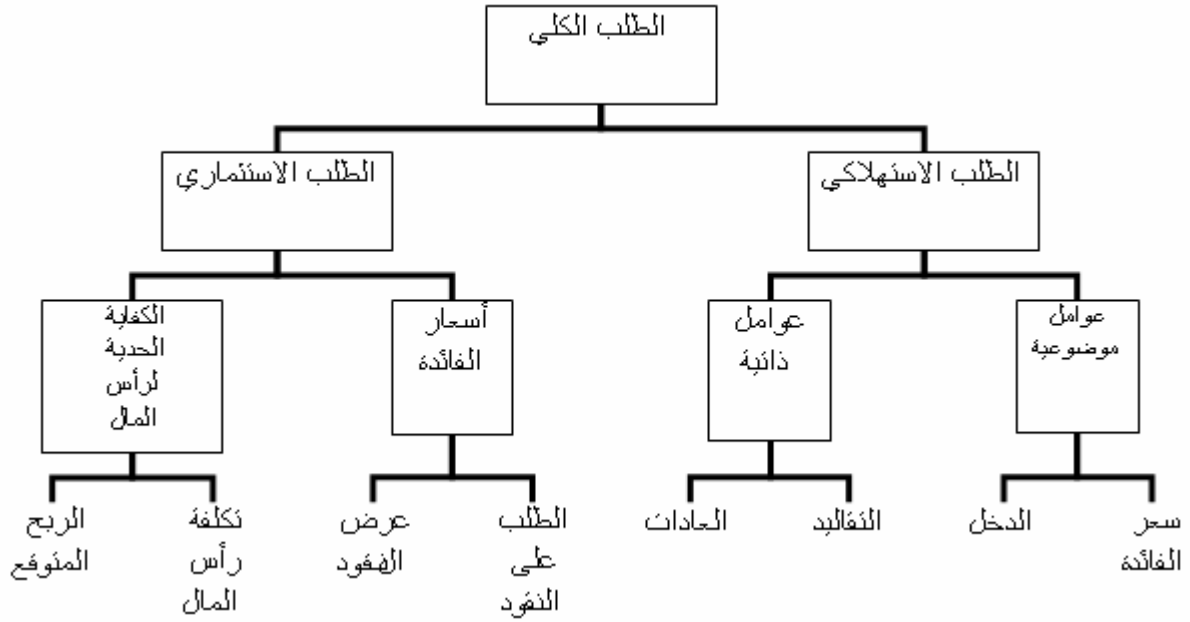 الطلب الكلي
الطلب الاستهلاكي
الطلب الاستثماري
عوامل
موضوعية
عوامل
ذاتية
أسعار
الفائدة
الكفاية
الحدية
لرأس
المال
سعر
الفائدة
الدخل
التقاليد
العادات
الطلب
على
النقود
عرض
النقود
تكلفة
رأس
المال
الربح
المتوقع